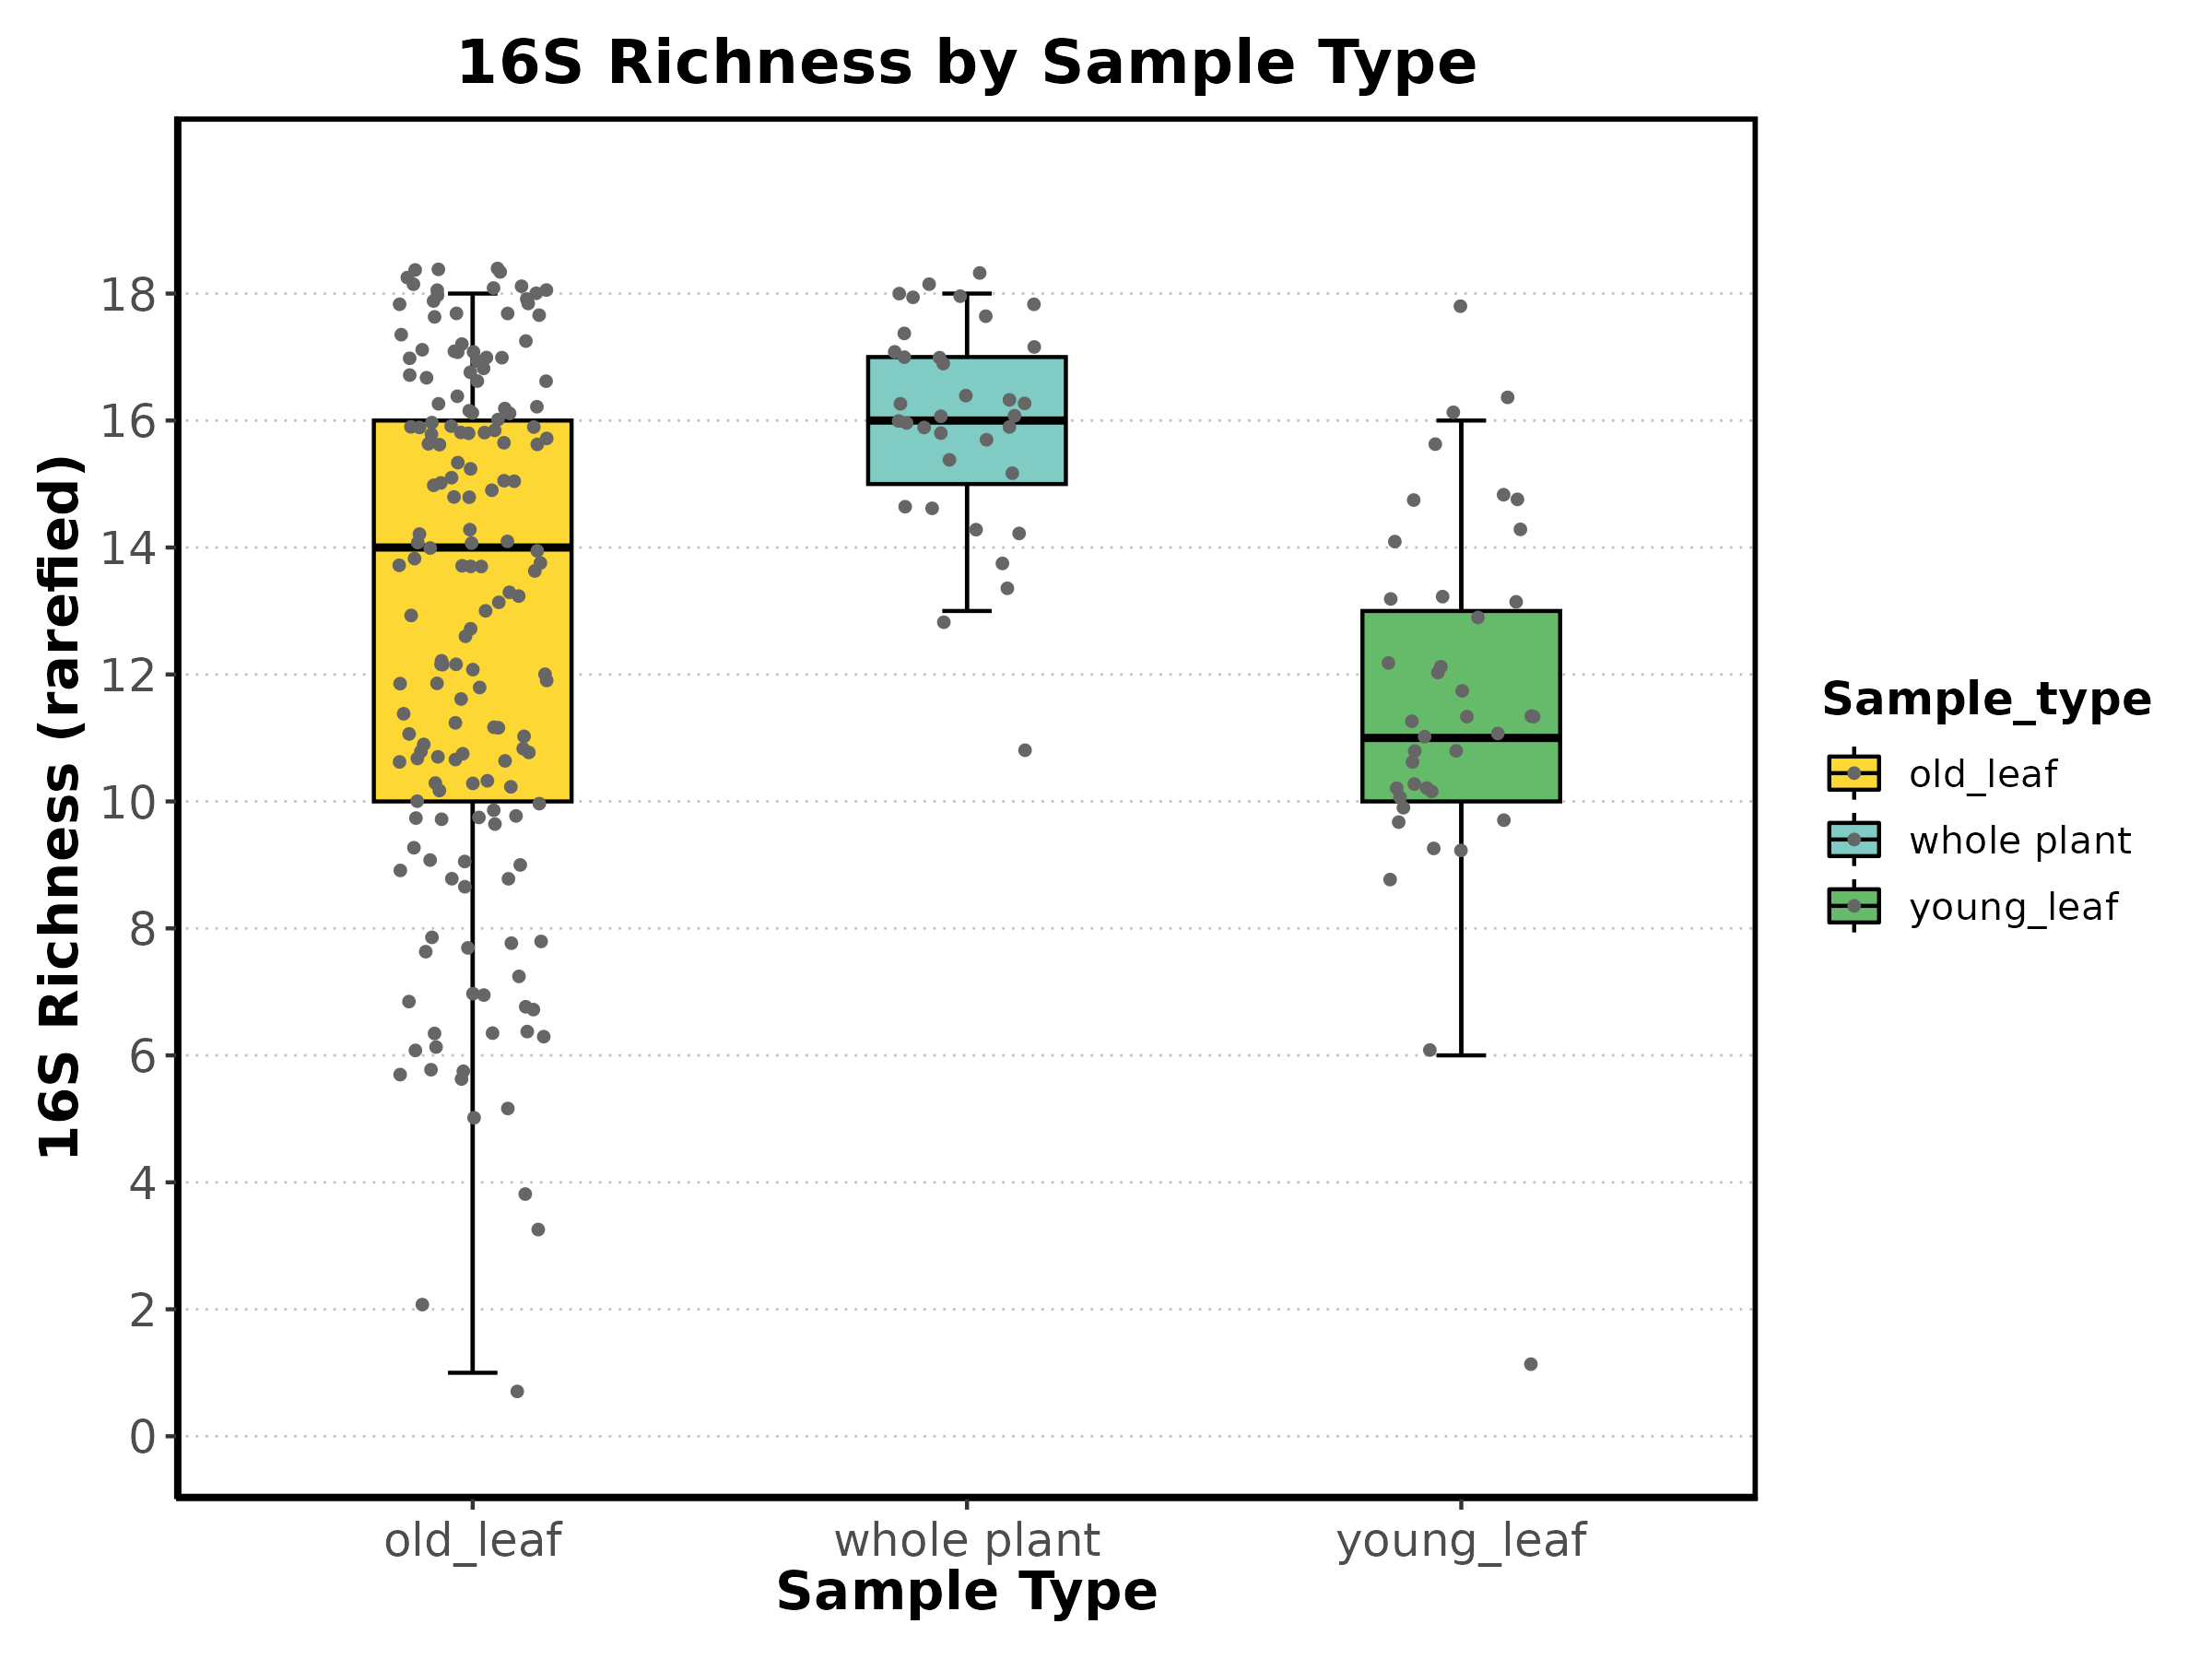 16S Richness by Sample Type
16S Richness (rarefied)
18
16
14
12
10
8
6
4
2
0
old_leaf
whole plant
young_leaf
Sample Type
Sample_type
old_leaf
whole plant
young_leaf